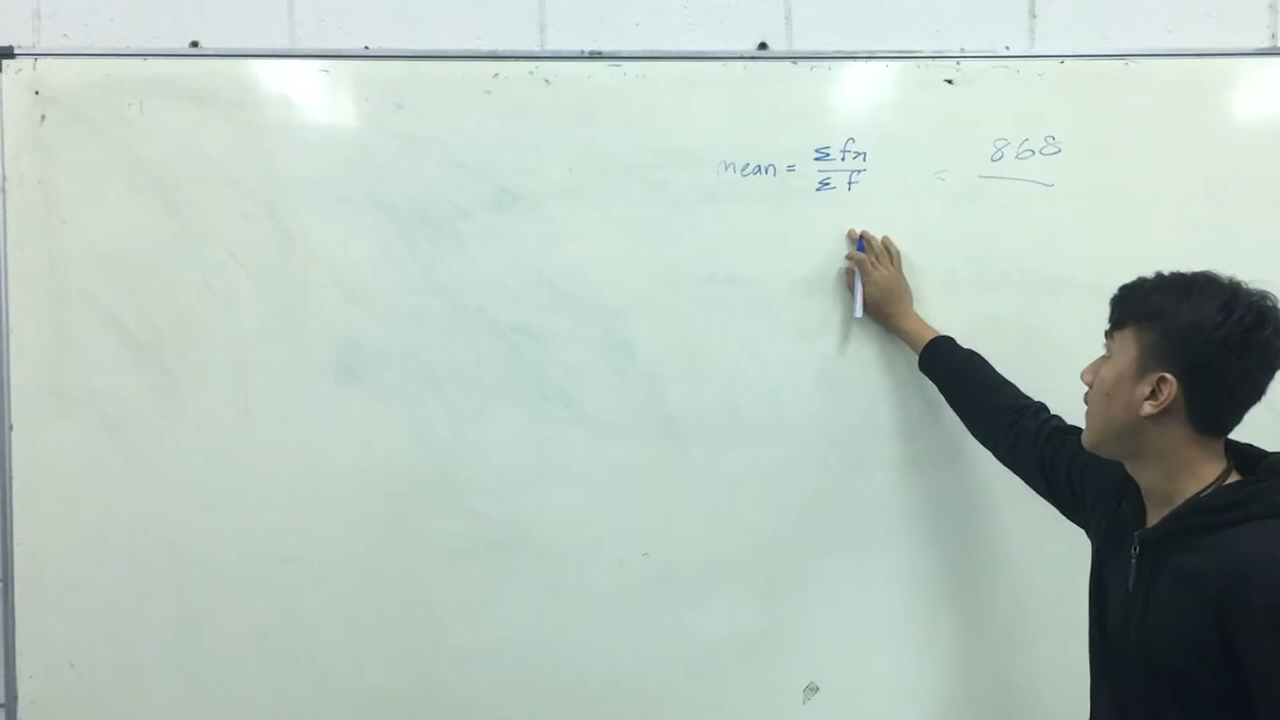 mean = Σfx / Σf = 868